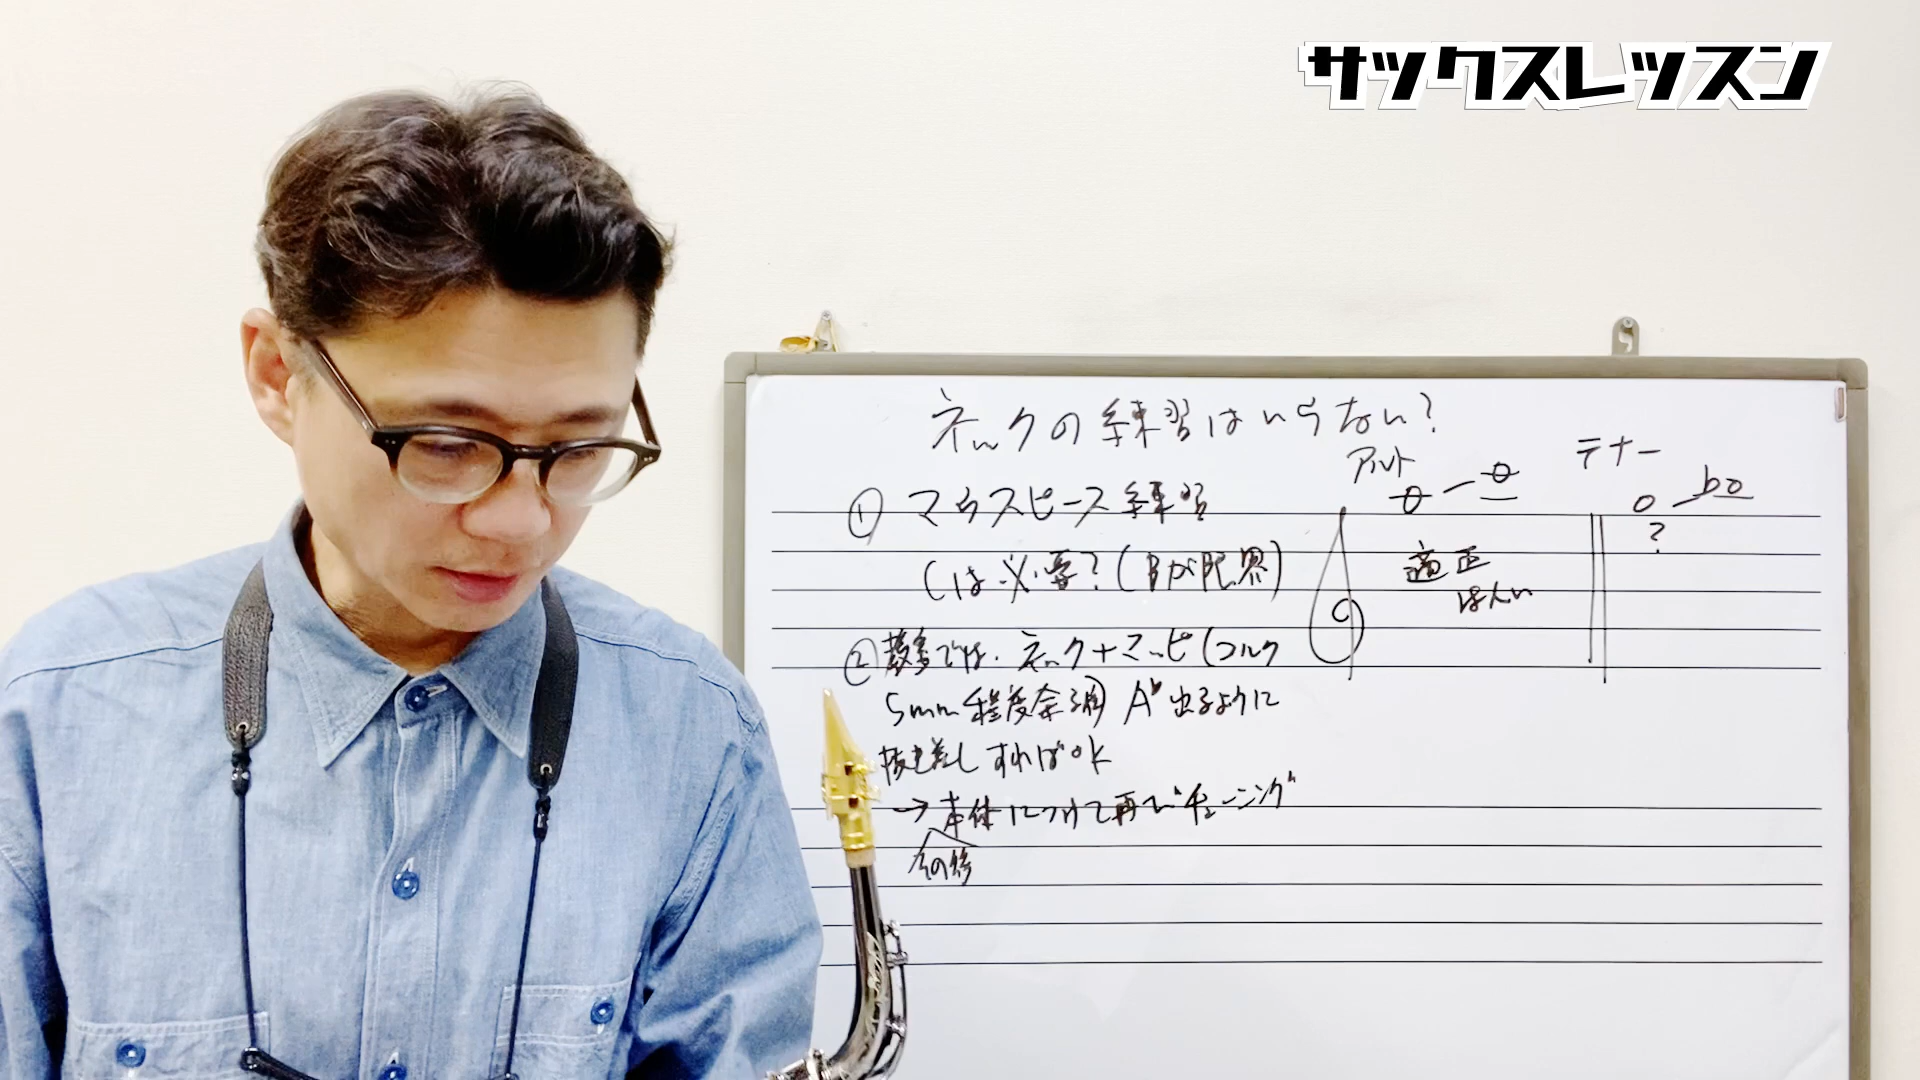 サックスレッスン
ネックの練習はいらない?
アルト
テナー
① マウスピース練習
は必要?(Bが限界)
?
適正
はんい
② 教多では、ネック+マッピ(コルク
5mm程度余裕) A♭出るように
抜き差しすればok
→本体につけて再びチューニング
その後